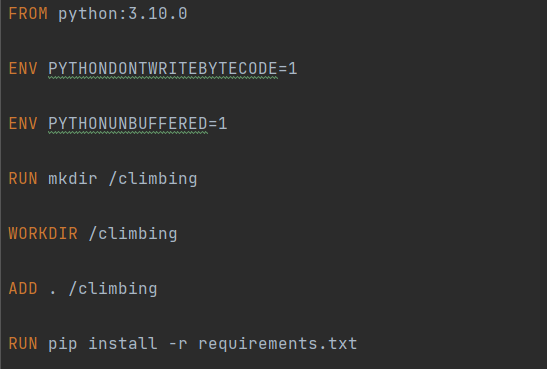 FROM python:3.10.0
ENV PYTHONDONTWRITEBYTECODE=1
ENV PYTHONUNBUFFERED=1
RUN mkdir /climbing
WORKDIR /climbing
ADD . /climbing
RUN pip install -r requirements.txt